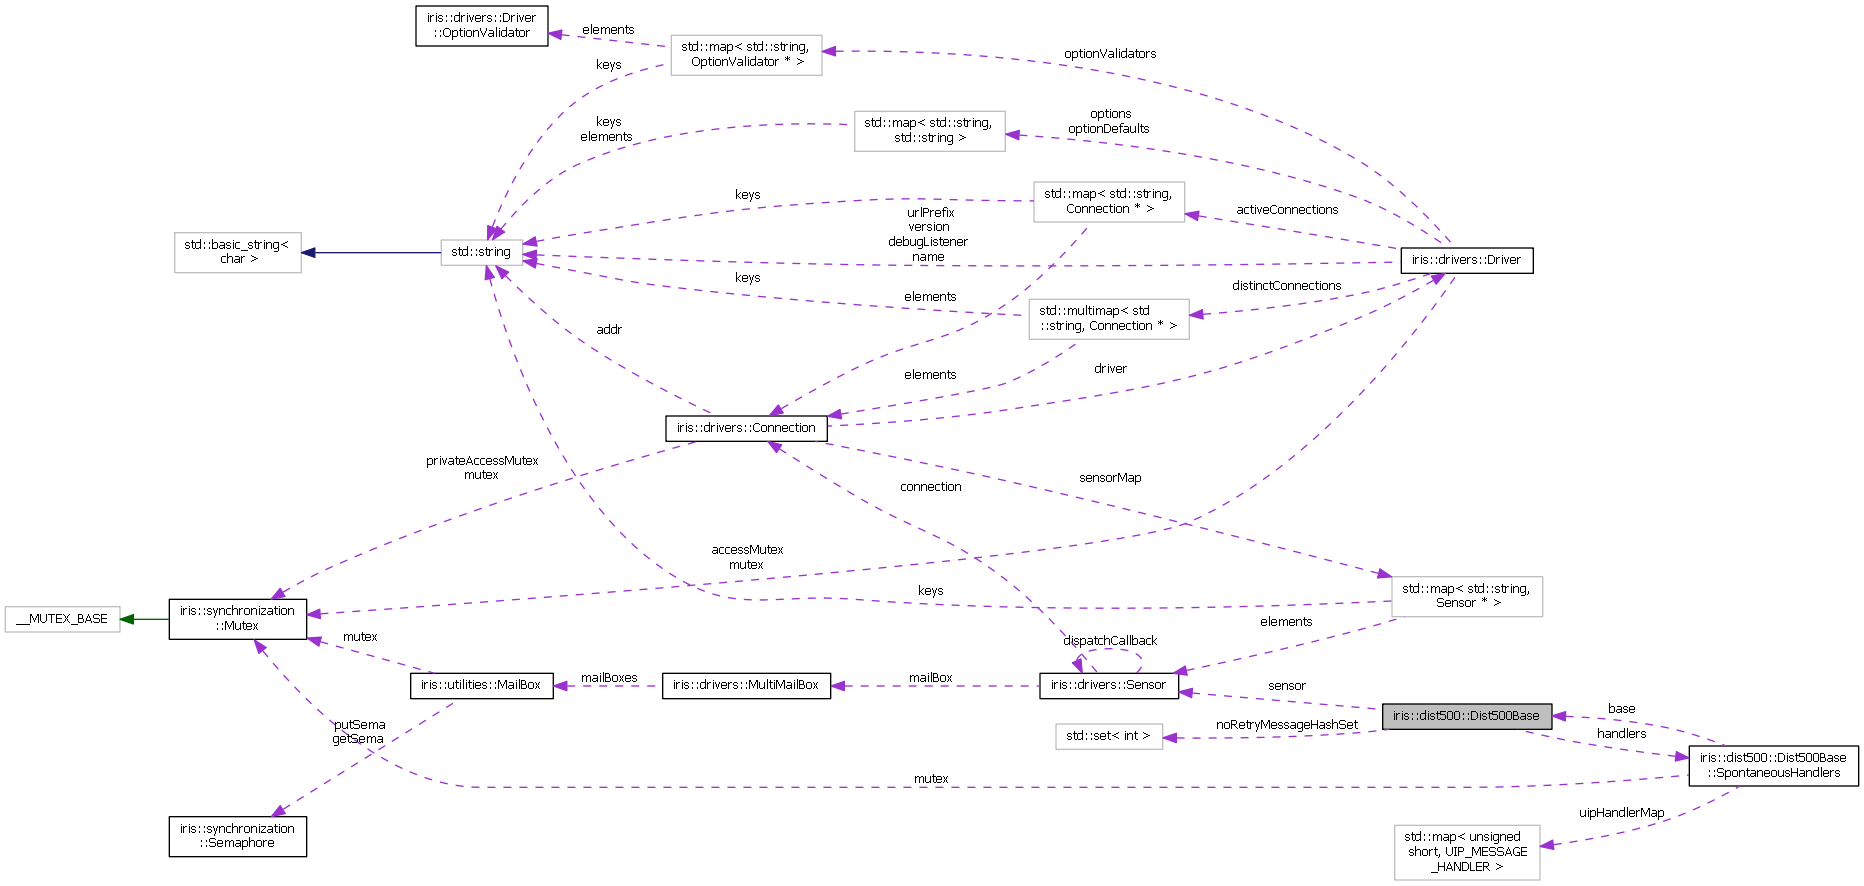 iris::drivers::Driver
::OptionValidator
elements
std::map< std::string,
OptionValidator * >
optionValidators
keys
std::map< std::string,
std::string >
keys
elements
options
optionDefaults
std::map< std::string,
Connection * >
keys
activeConnections
urlPrefix
version
debugListener
name
std::basic_string<
char >
std::string
iris::drivers::Driver
keys
elements
distinctConnections
std::multimap< std
::string, Connection * >
addr
elements
driver
iris::drivers::Connection
privateAccessMutex
mutex
connection
sensorMap
accessMutex
mutex
keys
std::map< std::string,
Sensor * >
__MUTEX_BASE
iris::synchronization
::Mutex
mutex
dispatchCallback
elements
iris::utilities::MailBox
mailBoxes
iris::drivers::MultiMailBox
mailBox
iris::drivers::Sensor
sensor
iris::dist500::Dist500Base
base
handlers
noRetryMessageHashSet
std::set< int >
putSema
getSema
iris::dist500::Dist500Base
::SpontaneousHandlers
mutex
uipHandlerMap
iris::synchronization
::Semaphore
std::map< unsigned
short, UIP_MESSAGE
_HANDLER >